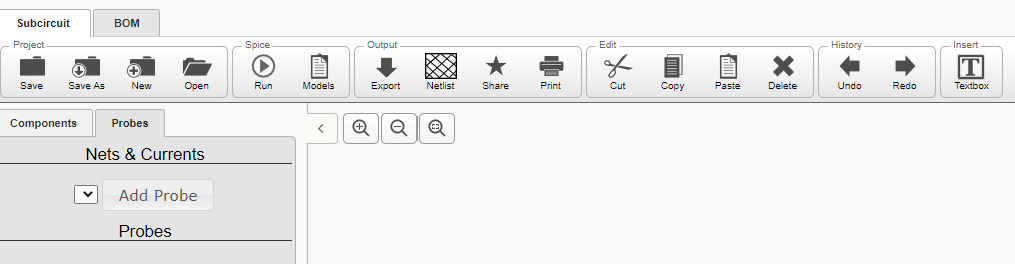 Subcircuit BOM
Project Spice Output Edit History Insert
Save Save As New Open Run Models Export Netlist Share Print Cut Copy Paste Delete Undo Redo Textbox
Components Probes
Nets & Currents
Add Probe
Probes